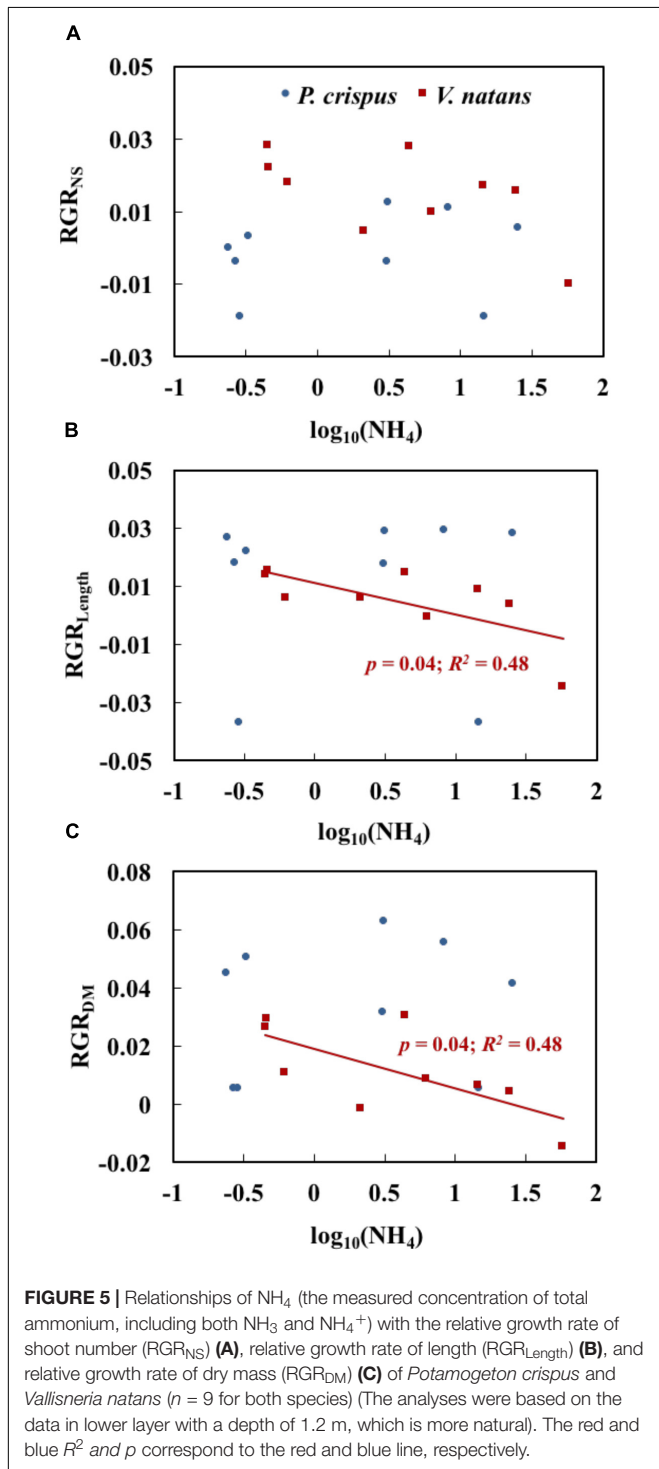 A
0.05
0.03
0.01
-0.01
-0.03
RGR_NS
P. crispus V. natans
-1 -0.5 0 0.5 1 1.5 2
log₁₀(NH₄)
B
0.05
0.03
0.01
-0.01
-0.03
-0.05
RGR_Length
p = 0.04; R² = 0.48
-1 -0.5 0 0.5 1 1.5 2
log₁₀(NH₄)
C
0.08
0.06
0.04
0.02
0
-0.02
RGR_DM
p = 0.04; R² = 0.48
-1 -0.5 0 0.5 1 1.5 2
log₁₀(NH₄)
FIGURE 5 | Relationships of NH₄ (the measured concentration of total
ammonium, including both NH₃ and NH₄⁺) with the relative growth rate of
shoot number (RGR_NS) (A), relative growth rate of length (RGR_Length) (B), and
relative growth rate of dry mass (RGR_DM) (C) of Potamogeton crispus and
Vallisneria natans (n = 9 for both species) (The analyses were based on the
data in lower layer with a depth of 1.2 m, which is more natural). The red and
blue R² and p correspond to the red and blue line, respectively.